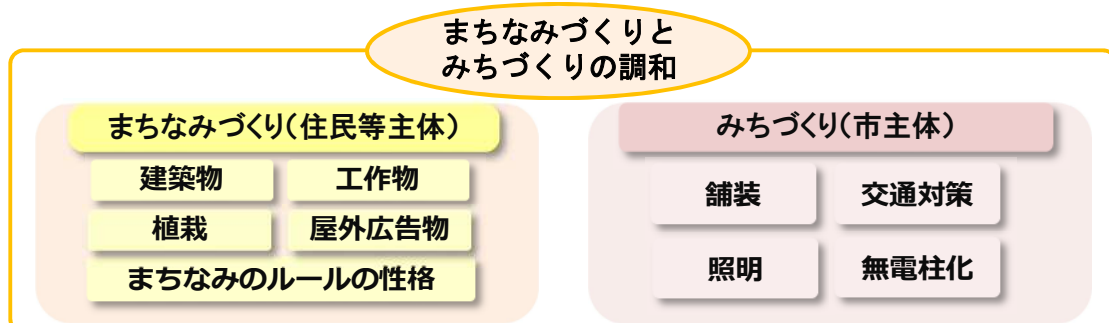 まちなみづくりと
みちづくりの調和
まちなみづくり(住民等主体)
建築物
工作物
植栽
屋外広告物
まちなみのルールの性格
みちづくり(市主体)
舗装
交通対策
照明
無電柱化